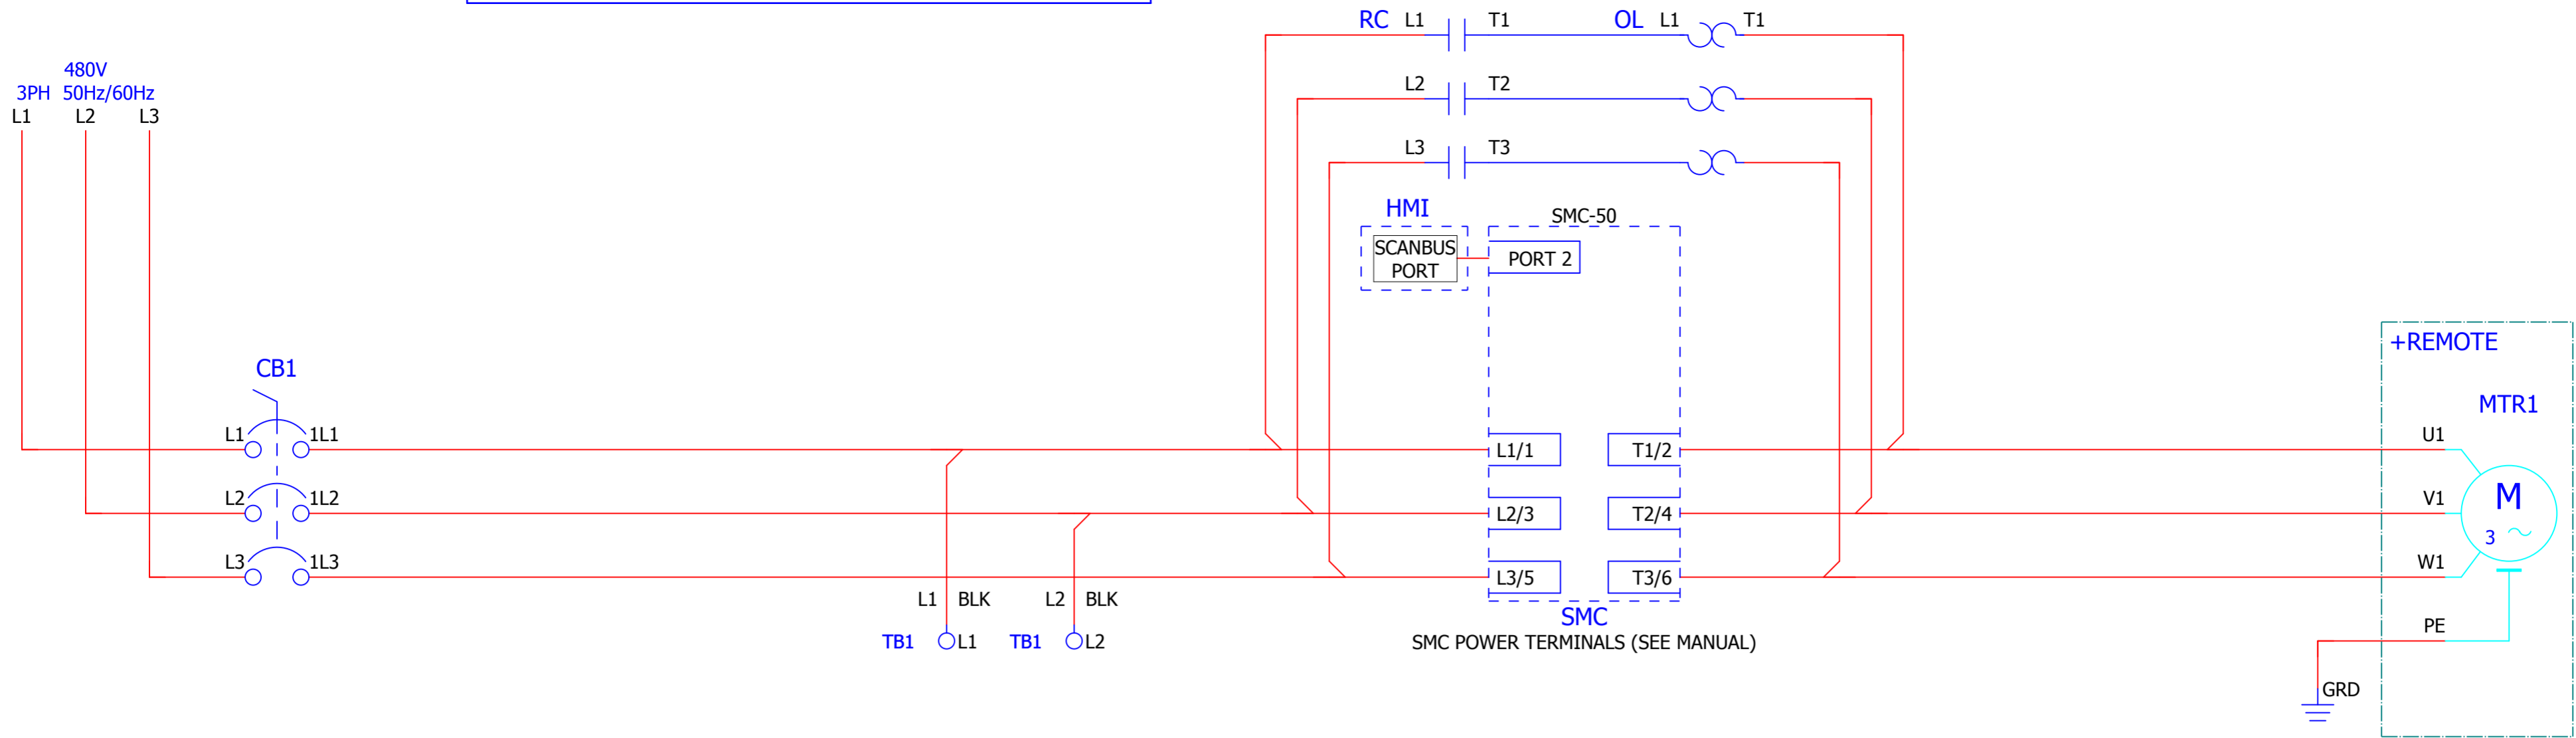 RC L1 T1 OL L1 T1
480V
3PH 50Hz/60Hz
L1 L2 L3
L2 T2
L3 T3
HMI
SMC-50
SCANBUS
PORT
PORT 2
+REMOTE
CB1
MTR1
L1 1L1
L1/1 T1/2
U1
L2 1L2
L2/3 T2/4
V1
M
3
L3 1L3
L3/5 T3/6
W1
L1 BLK L2 BLK
SMC
TB1 L1 TB1 L2
SMC POWER TERMINALS (SEE MANUAL)
PE
GRD